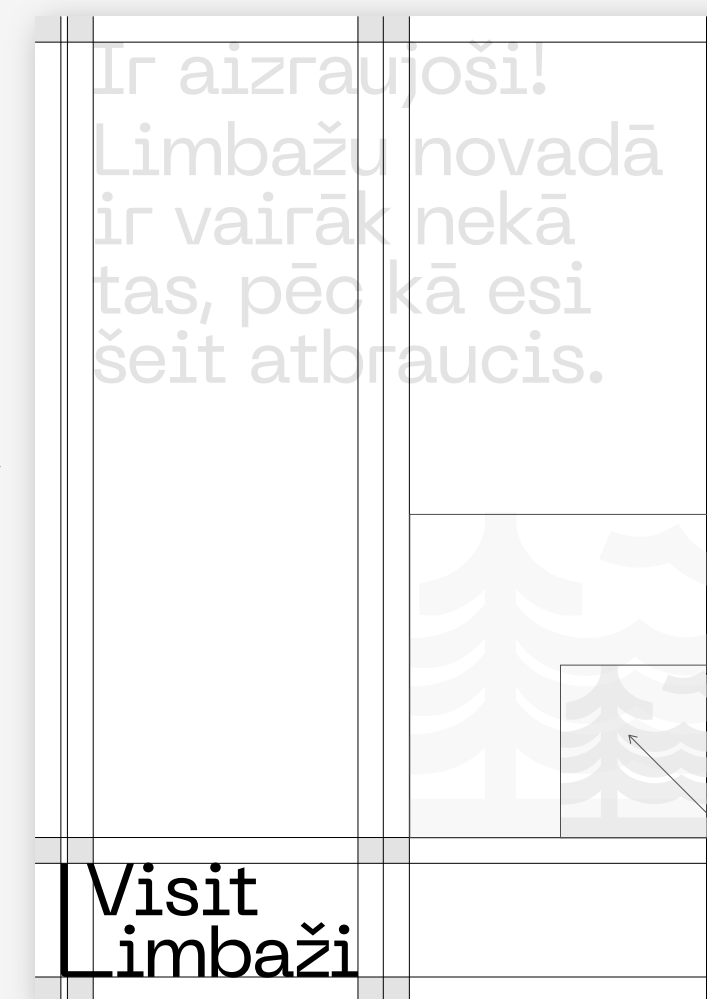 Ir aizraujoši!
Limbažu novadā
ir vairāk nekā
tas, pēc kā esi
šeit atbraucis.
Visit
Limbaži